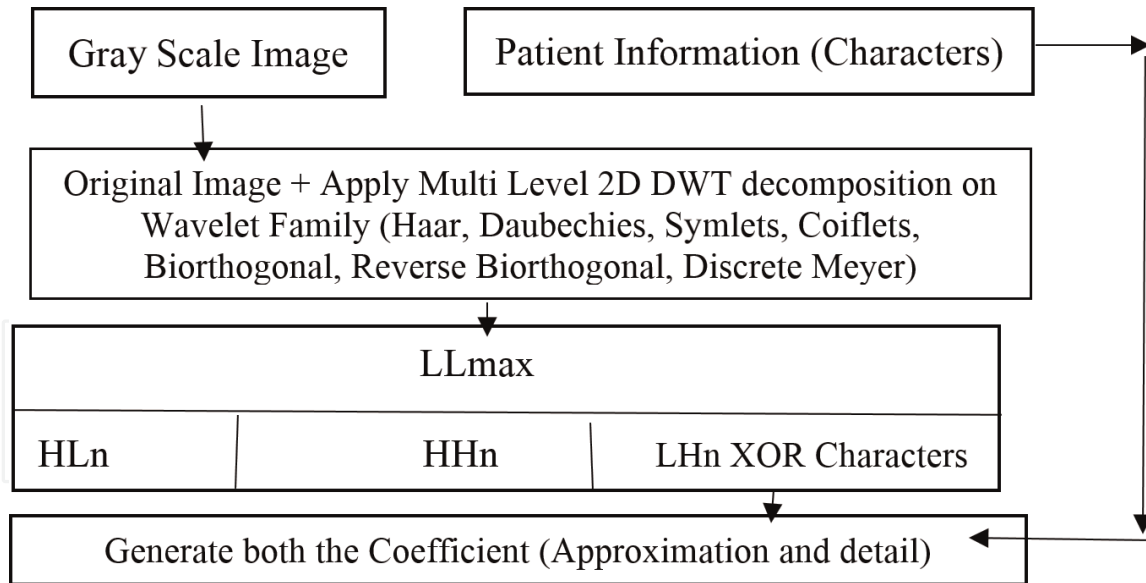 Gray Scale Image
Patient Information (Characters)
Original Image + Apply Multi Level 2D DWT decomposition on
Wavelet Family (Haar, Daubechies, Symlets, Coiflets,
Biorthogonal, Reverse Biorthogonal, Discrete Meyer)
LLmax
HLn
HHn
LHn XOR Characters
Generate both the Coefficient (Approximation and detail)